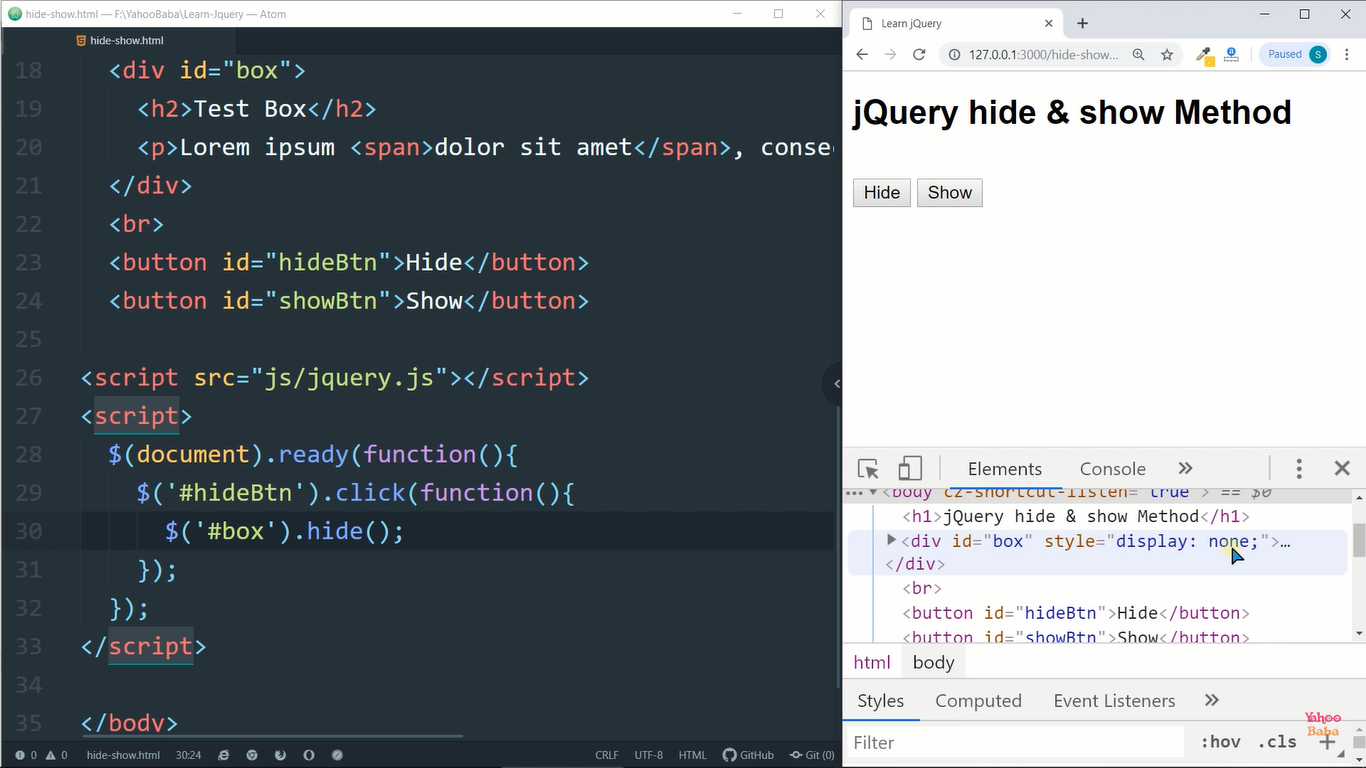 hide-show.html — F:\YahooBaba\Learn-Jquery — Atom
hide-show.html
18 <div id="box">
19 <h2>Test Box</h2>
20 <p>Lorem ipsum <span>dolor sit amet</span>, conse
21 </div>
22 <br>
23 <button id="hideBtn">Hide</button>
24 <button id="showBtn">Show</button>
25
26 <script src="js/jquery.js"></script>
27 <script>
28 $(document).ready(function(){
29 $('#hideBtn').click(function(){
30 $('#box').hide();
31 });
32 });
33 </script>
34
35 </body>
0 0 hide-show.html 30:24 CRLF UTF-8 HTML GitHub Git (0)
Learn jQuery
127.0.0.1:3000/hide-show... Paused S
jQuery hide & show Method
Hide Show
Elements Console
<body cz-shortcut-listen="true"> == $0
<h1>jQuery hide & show Method</h1>
<div id="box" style="display: none;">…
</div>
<br>
<button id="hideBtn">Hide</button>
<button id="showBtn">Show</button>
html body
Styles Computed Event Listeners
Filter :hov .cls
Yahoo
Baba